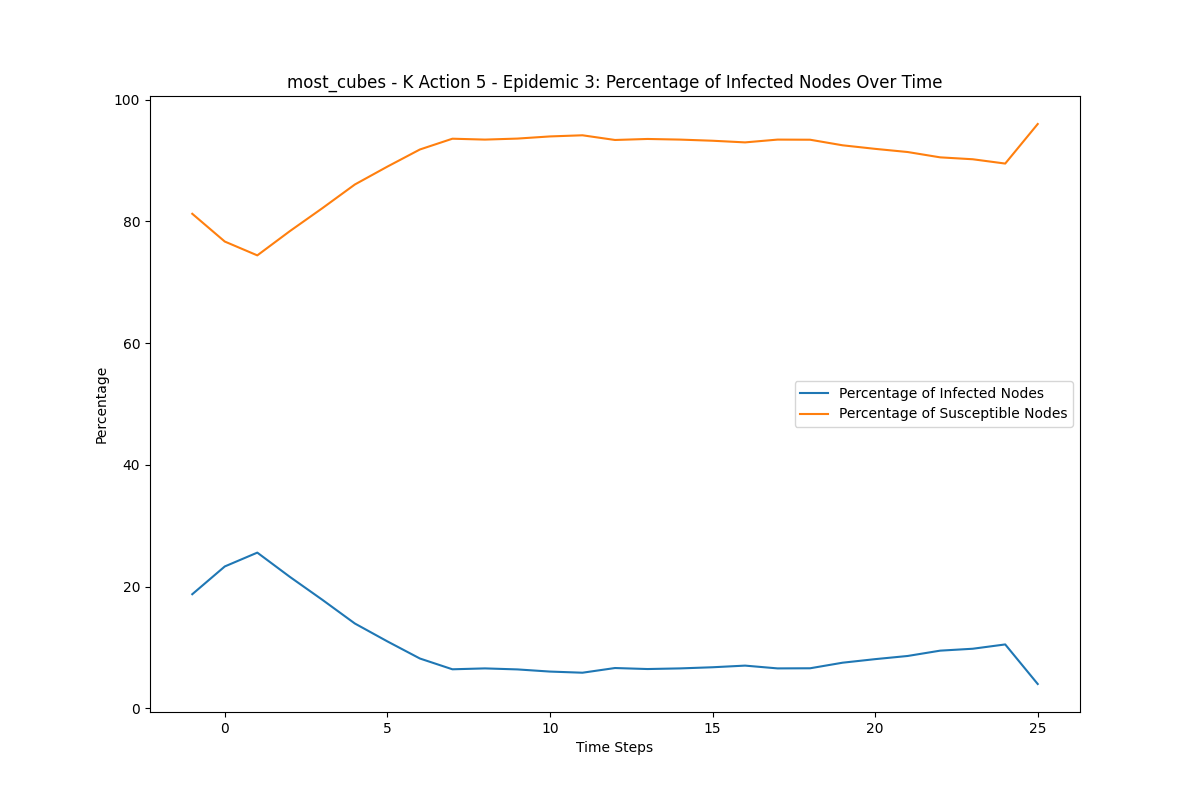 most_cubes - K Action 5 - Epidemic 3: Percentage of Infected Nodes Over Time
100
80
60
40
20
0
Percentage
Percentage of Infected Nodes
Percentage of Susceptible Nodes
0 5 10 15 20 25
Time Steps